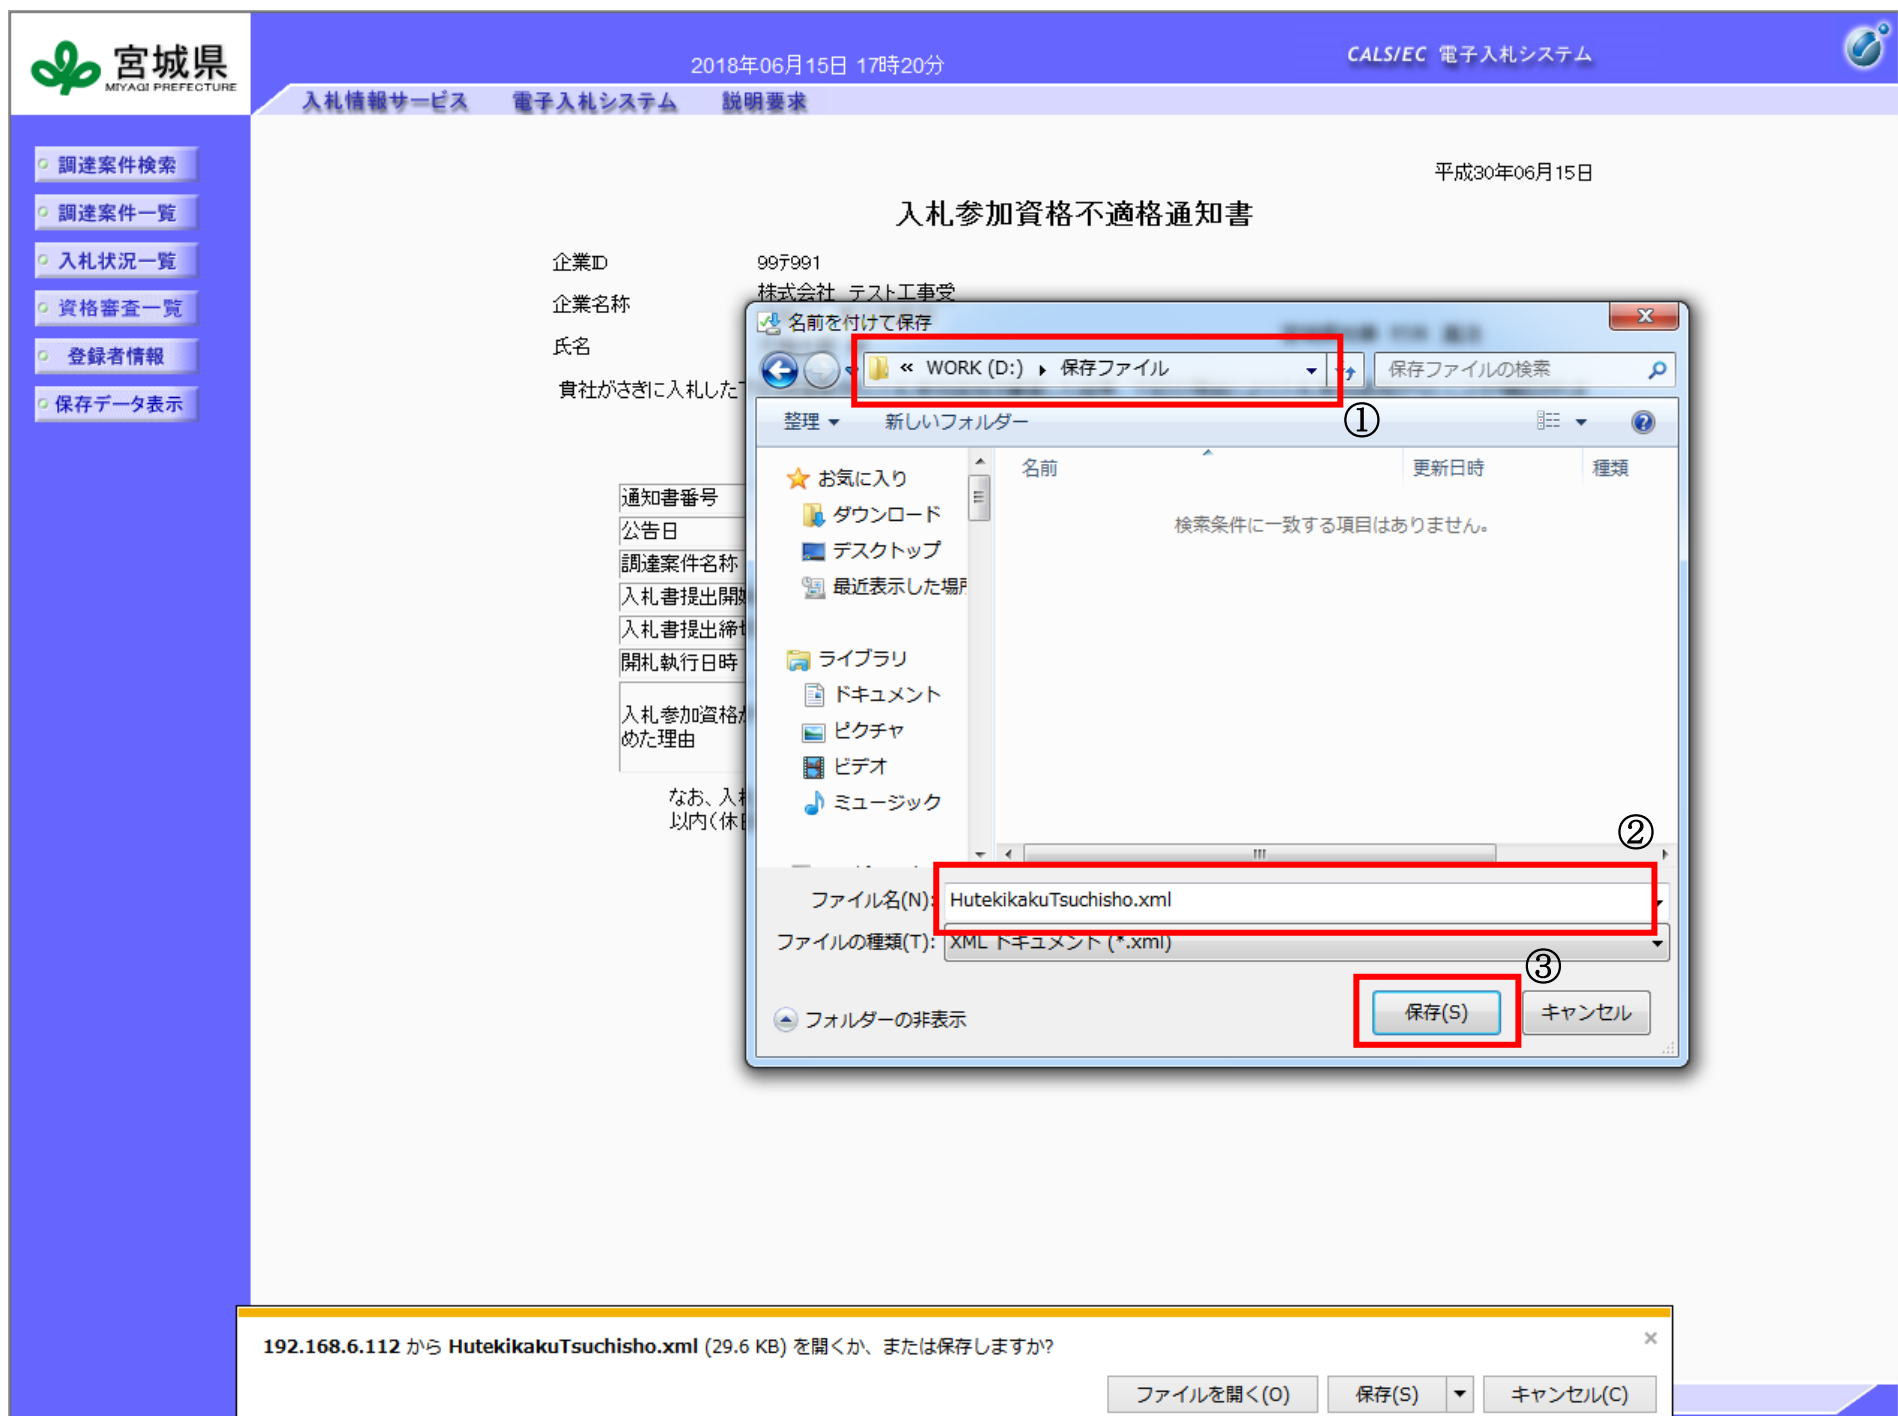 宮城県
MIYAGI PREFECTURE
2018年06月15日 17時20分
CALS/EC 電子入札システム
入札情報サービス 電子入札システム 説明要求
調達案件検索
調達案件一覧
入札状況一覧
資格審査一覧
登録者情報
保存データ表示
平成30年06月15日
入札参加資格不適格通知書
企業ID 99テ991
企業名称 株式会社 テスト工事受
氏名
貴社がさきに入札した
通知書番号
公告日
調達案件名称
入札書提出開
入札書提出締
開札執行日時
入札参加資格
めた理由
なお、入
以内(休
名前を付けて保存
« WORK (D:) 保存ファイル
保存ファイルの検索
①
整理 新しいフォルダー
名前 更新日時 種類
検索条件に一致する項目はありません。
お気に入り
ダウンロード
デスクトップ
最近表示した場
ライブラリ
ドキュメント
ピクチャ
ビデオ
ミュージック
②
ファイル名(N): HutekikakuTsuchisho.xml
ファイルの種類(T): XML ドキュメント (*.xml)
③
フォルダーの非表示
保存(S) キャンセル
192.168.6.112 から HutekikakuTsuchisho.xml (29.6 KB) を開くか、または保存しますか?
ファイルを開く(O) 保存(S) キャンセル(C)